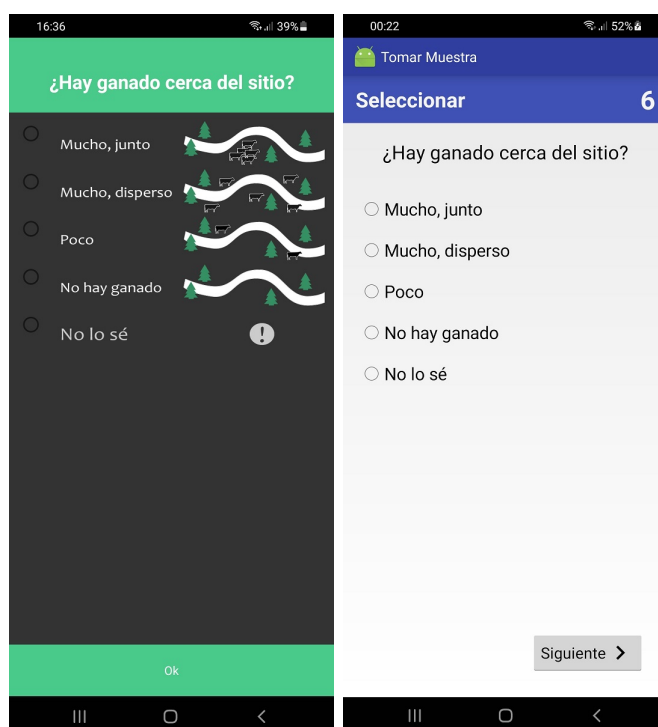 16:36
39%
¿Hay ganado cerca del sitio?
Mucho, junto
Mucho, disperso
Poco
No hay ganado
No lo sé
Ok
00:22
52%
Tomar Muestra
Seleccionar 6
¿Hay ganado cerca del sitio?
Mucho, junto
Mucho, disperso
Poco
No hay ganado
No lo sé
Siguiente